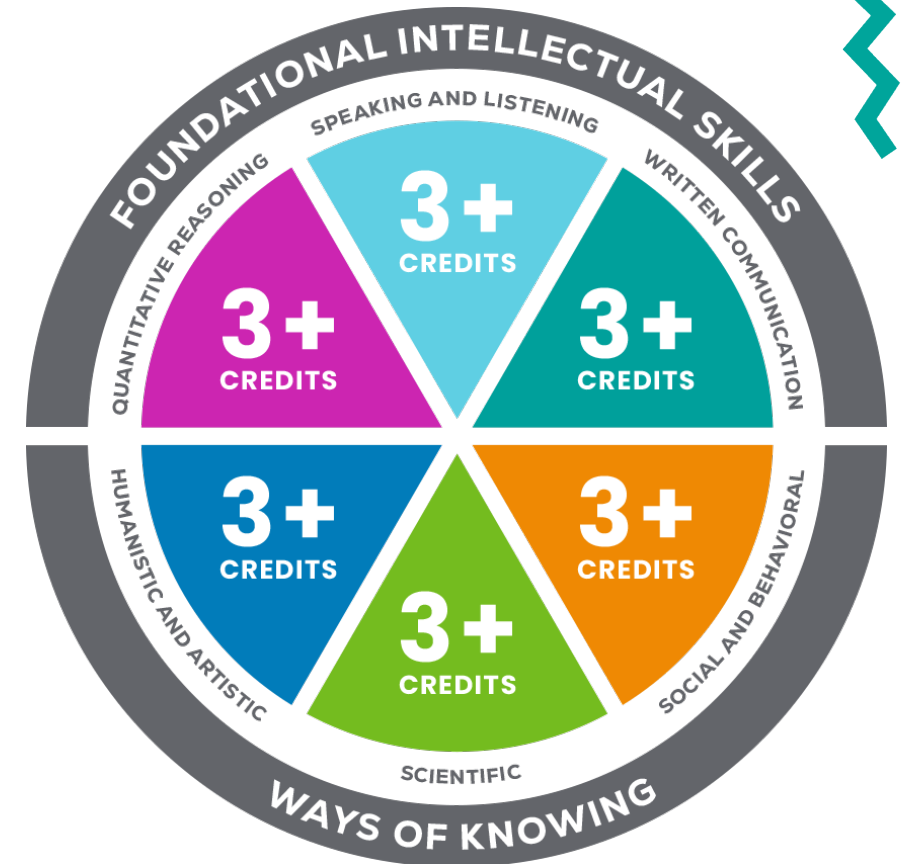 FOUNDATIONAL INTELLECTUAL SKILLS
SPEAKING AND LISTENING
3+
CREDITS
QUANTITATIVE REASONING
3+
CREDITS
WRITTEN COMMUNICATION
3+
CREDITS
HUMANISTIC AND ARTISTIC
3+
CREDITS
SOCIAL AND BEHAVIORAL
3+
CREDITS
3+
CREDITS
SCIENTIFIC
WAYS OF KNOWING